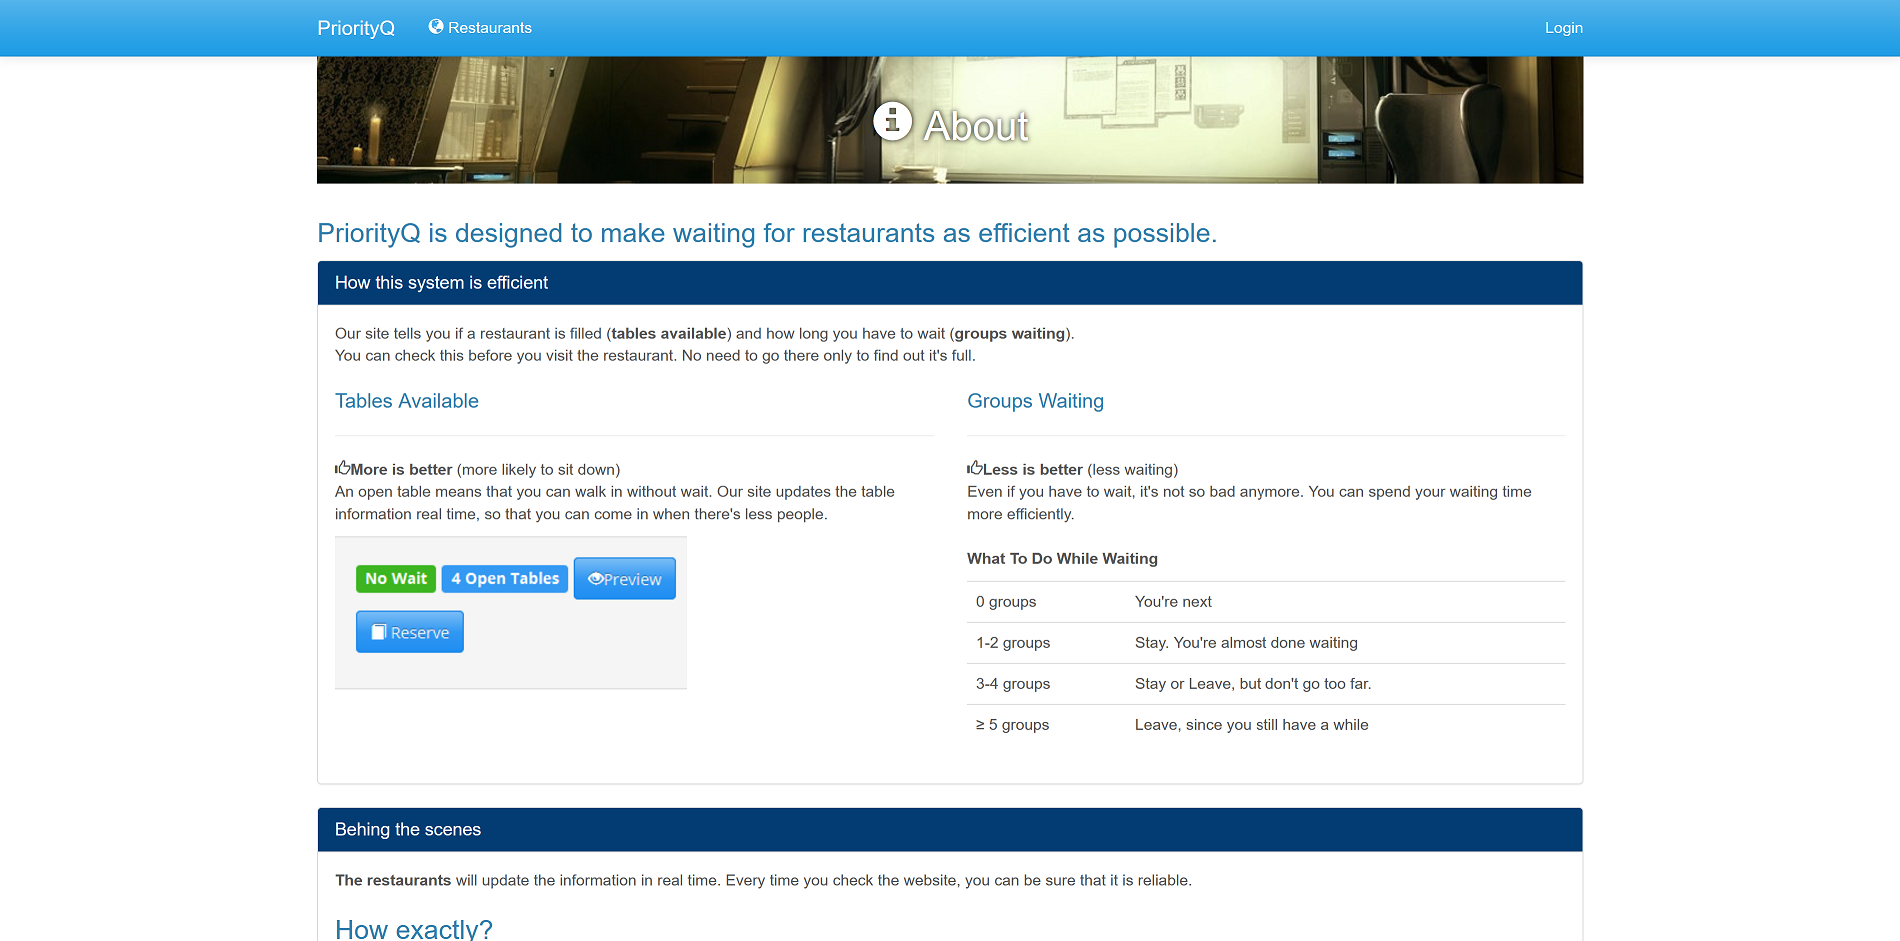 PriorityQ Restaurants Login
About
PriorityQ is designed to make waiting for restaurants as efficient as possible.
How this system is efficient
Our site tells you if a restaurant is filled (tables available) and how long you have to wait (groups waiting).
You can check this before you visit the restaurant. No need to go there only to find out it's full.
Tables Available
More is better (more likely to sit down)
An open table means that you can walk in without wait. Our site updates the table
information real time, so that you can come in when there's less people.
No Wait 4 Open Tables Preview
Reserve
Groups Waiting
Less is better (less waiting)
Even if you have to wait, it's not so bad anymore. You can spend your waiting time
more efficiently.
What To Do While Waiting
0 groups You're next
1-2 groups Stay. You're almost done waiting
3-4 groups Stay or Leave, but don't go too far.
≥ 5 groups Leave, since you still have a while
Behing the scenes
The restaurants will update the information in real time. Every time you check the website, you can be sure that it is reliable.
How exactly?